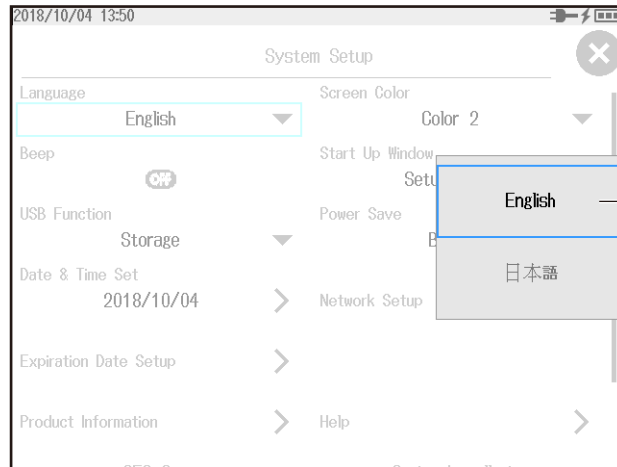 2018/10/04 13:50
System Setup
Language
Screen Color
English
Color 2
Beep
Start Up Window
OFF
English
USB Function
Power Save
Storage
日本語
Date & Time Set
2018/10/04
Network Setup
Expiration Date Setup
Product Information
Help